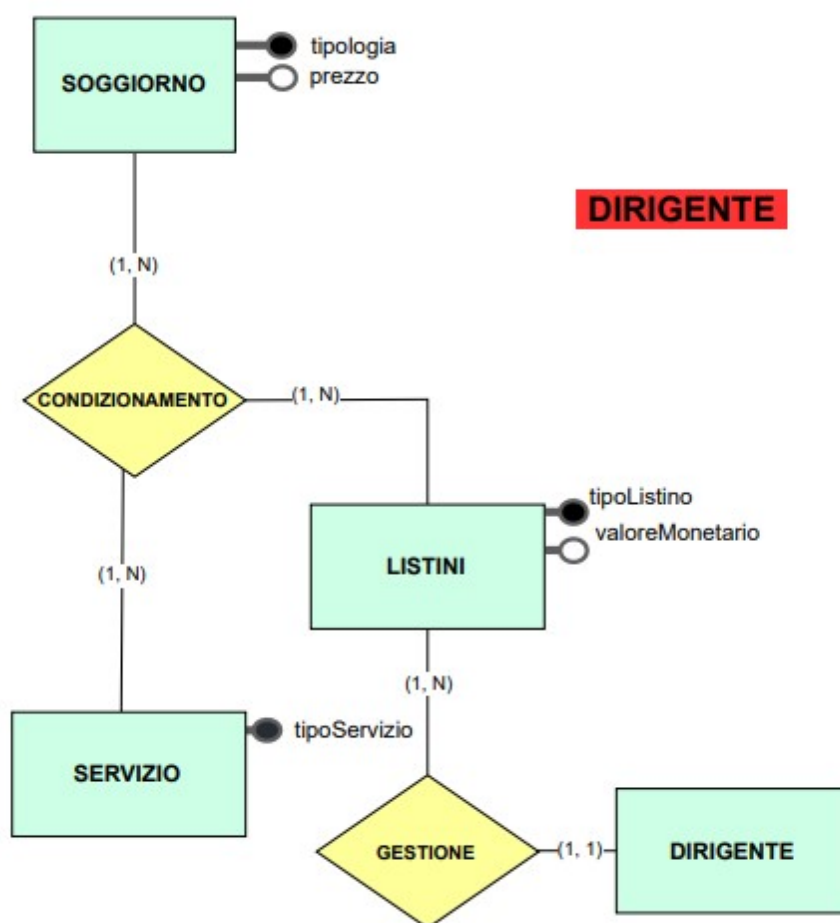 tipologia
prezzo
SOGGIORNO
DIRIGENTE
(1, N)
CONDIZIONAMENTO
(1, N)
tipoListino
valoreMonetario
LISTINI
(1, N)
(1, N)
tipoServizio
SERVIZIO
GESTIONE
(1, 1)
DIRIGENTE